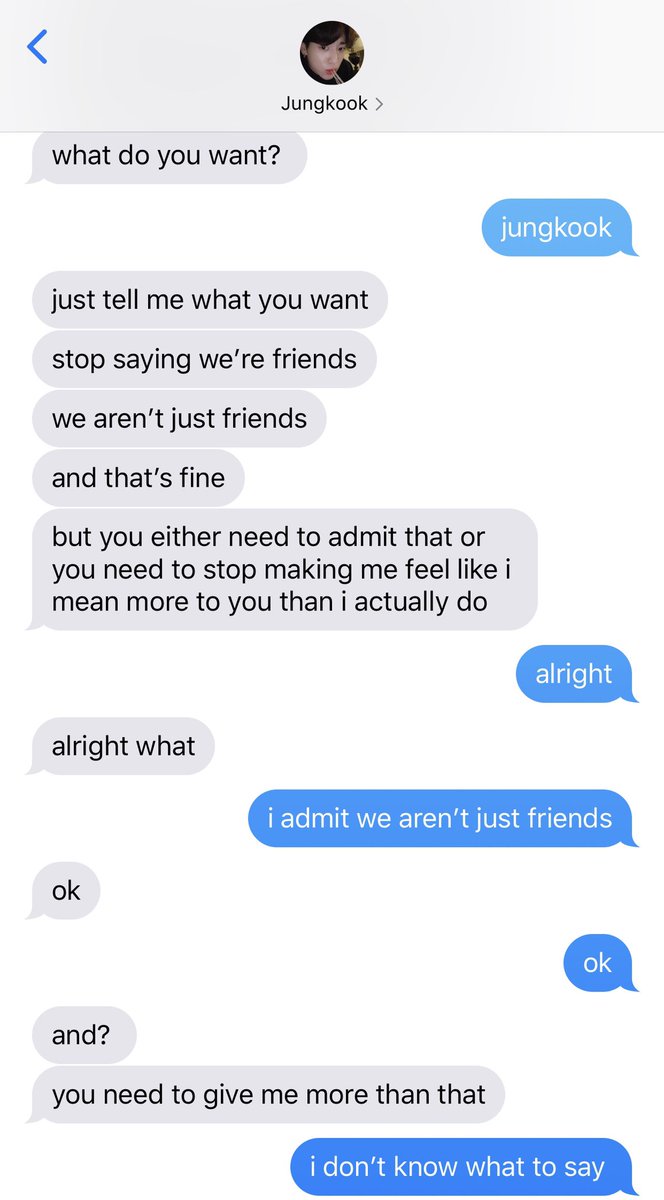 Jungkook
what do you want?
jungkook
just tell me what you want
stop saying we’re friends
we aren’t just friends
and that’s fine
but you either need to admit that or
you need to stop making me feel like i
mean more to you than i actually do
alright
alright what
i admit we aren’t just friends
ok
ok
and?
you need to give me more than that
i don’t know what to say